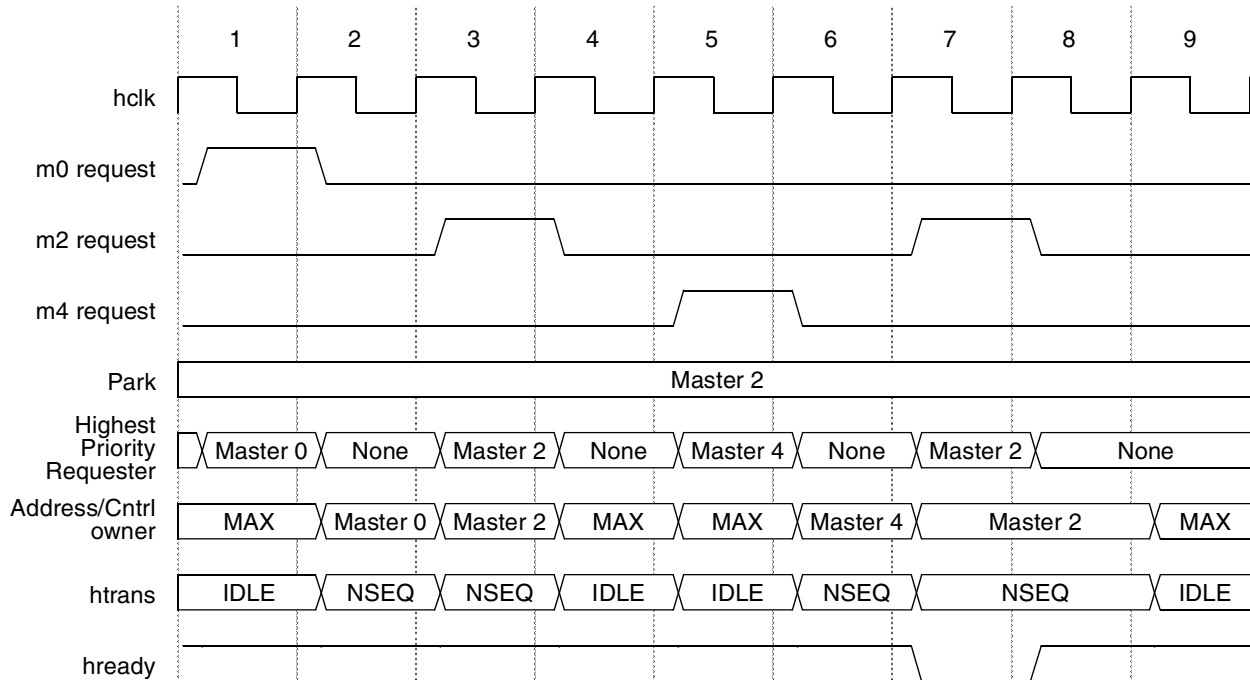 1 2 3 4 5 6 7 8 9
hclk
m0 request
m2 request
m4 request
Park Master 2
Highest
Priority
Requester
Master 0 None Master 2 None Master 4 None Master 2 None
Address/Cntrl
owner
MAX Master 0 Master 2 MAX MAX Master 4 Master 2 MAX
htrans IDLE NSEQ NSEQ IDLE IDLE NSEQ NSEQ IDLE
hready